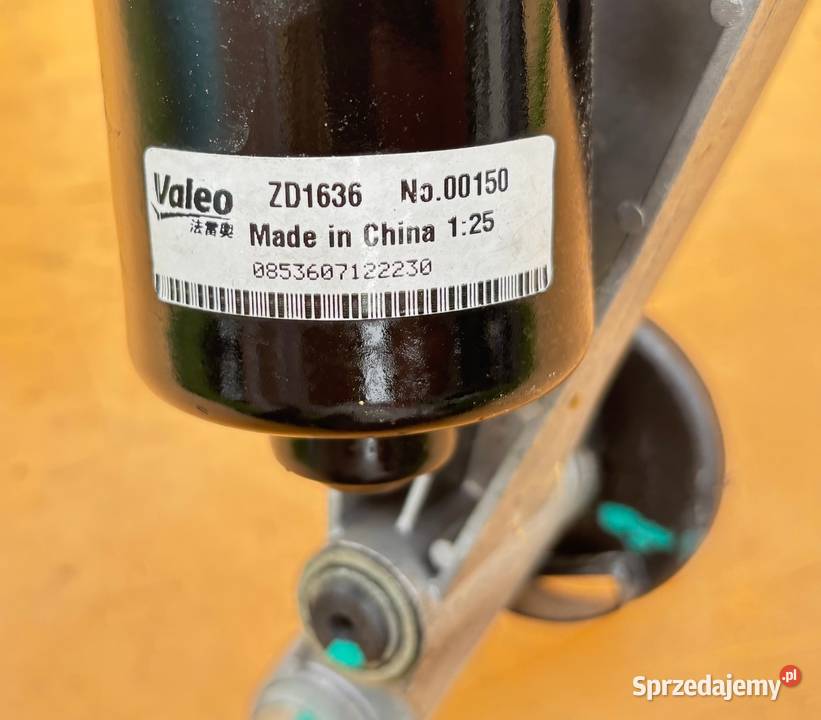 Valeo ZD1636 No.00150
法雷奥 Made in China 1:25
0853607122230
Sprzedajemy.pl